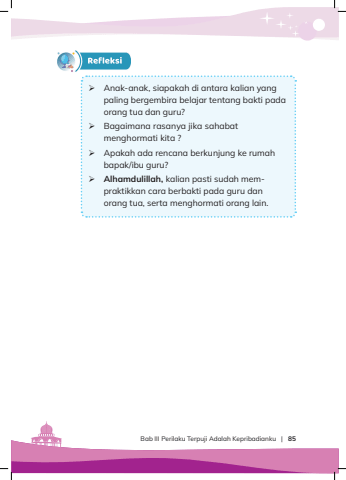 Refleksi
➢ Anak-anak, siapakah di antara kalian yang
paling bergembira belajar tentang bakti pada
orang tua dan guru?
➢ Bagaimana rasanya jika sahabat
menghormati kita ?
➢ Apakah ada rencana berkunjung ke rumah
bapak/ibu guru?
➢ Alhamdulillah, kalian pasti sudah mem-
praktikkan cara berbakti pada guru dan
orang tua, serta menghormati orang lain.
Bab III Perilaku Terpuji Adalah Kepribadianku | 85